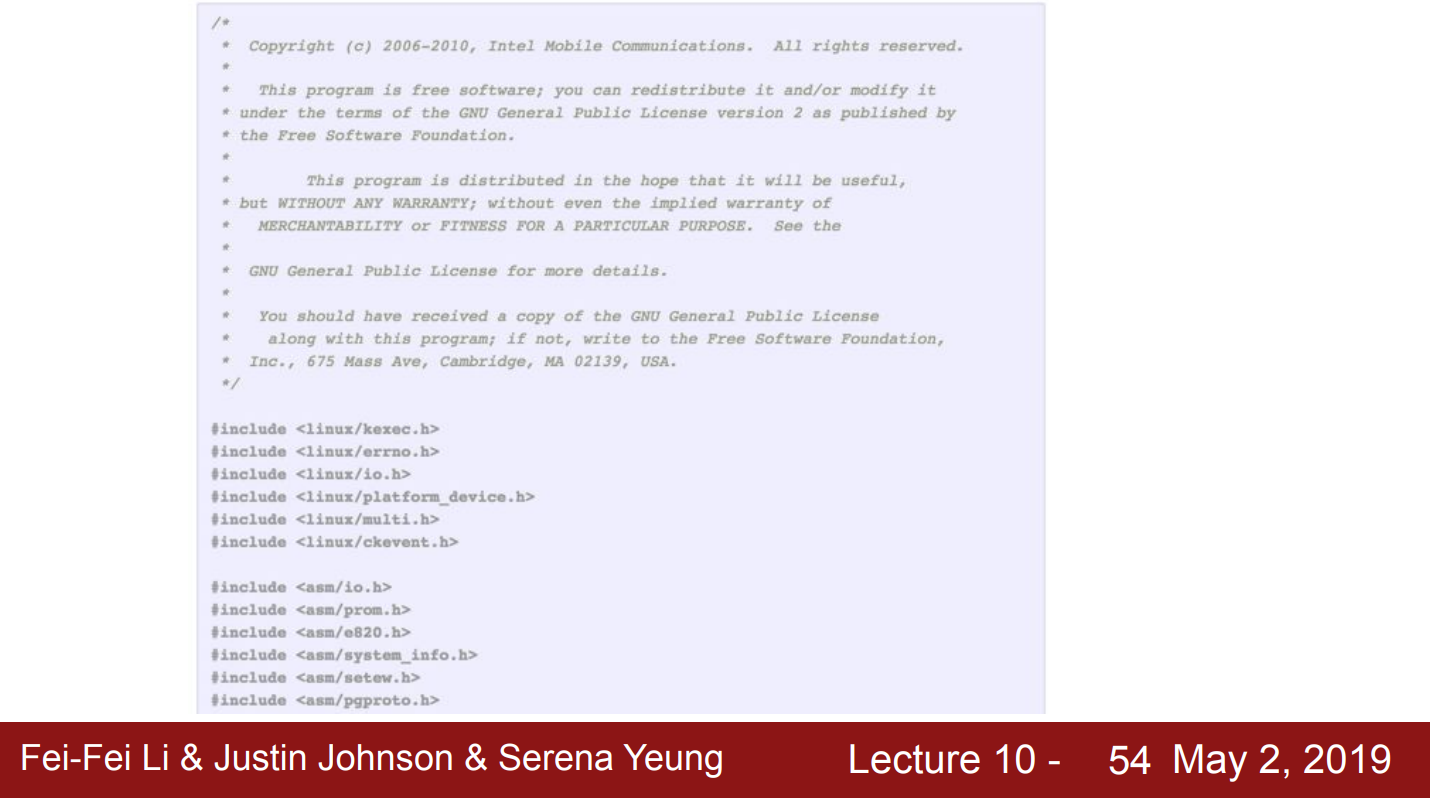 /*
*  Copyright (c) 2006-2010, Intel Mobile Communications.  All rights reserved.
*
*   This program is free software; you can redistribute it and/or modify it
* under the terms of the GNU General Public License version 2 as published by
* the Free Software Foundation.
*
*        This program is distributed in the hope that it will be useful,
* but WITHOUT ANY WARRANTY; without even the implied warranty of
*   MERCHANTABILITY or FITNESS FOR A PARTICULAR PURPOSE.  See the
*
*  GNU General Public License for more details.
*
*   You should have received a copy of the GNU General Public License
*    along with this program; if not, write to the Free Software Foundation,
*  Inc., 675 Mass Ave, Cambridge, MA 02139, USA.
*/
#include <linux/kexec.h>
#include <linux/errno.h>
#include <linux/io.h>
#include <linux/platform_device.h>
#include <linux/multi.h>
#include <linux/ckevent.h>
#include <asm/io.h>
#include <asm/prom.h>
#include <asm/e820.h>
#include <asm/system_info.h>
#include <asm/setew.h>
#include <asm/pgproto.h>
Fei-Fei Li & Justin Johnson & Serena Yeung Lecture 10 - 54 May 2, 2019